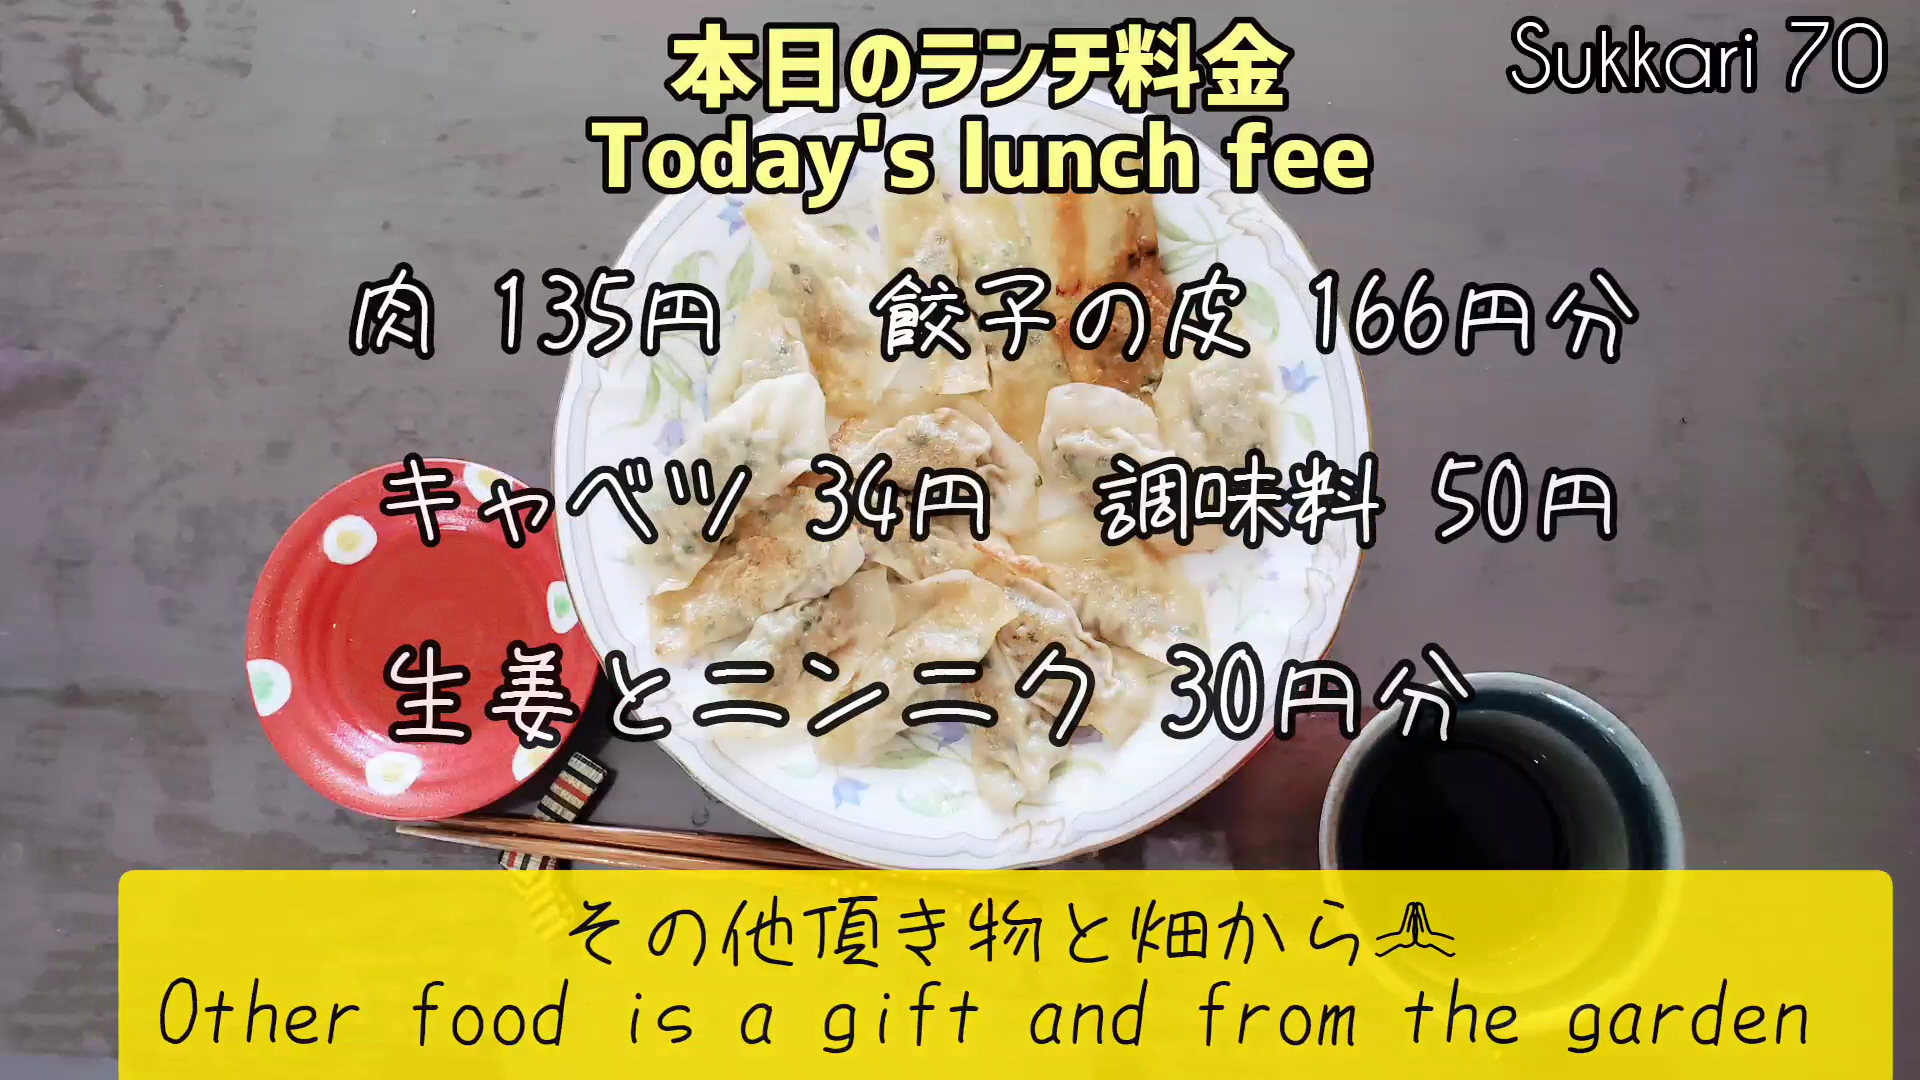 本日のランチ料金
Sukkari 70
Today's lunch fee
肉 135円 餃子の皮 166円分
キャベツ 34円 調味料 50円
生姜とニンニク 30円分
その他頂き物と畑から🙏
Other food is a gift and from the garden